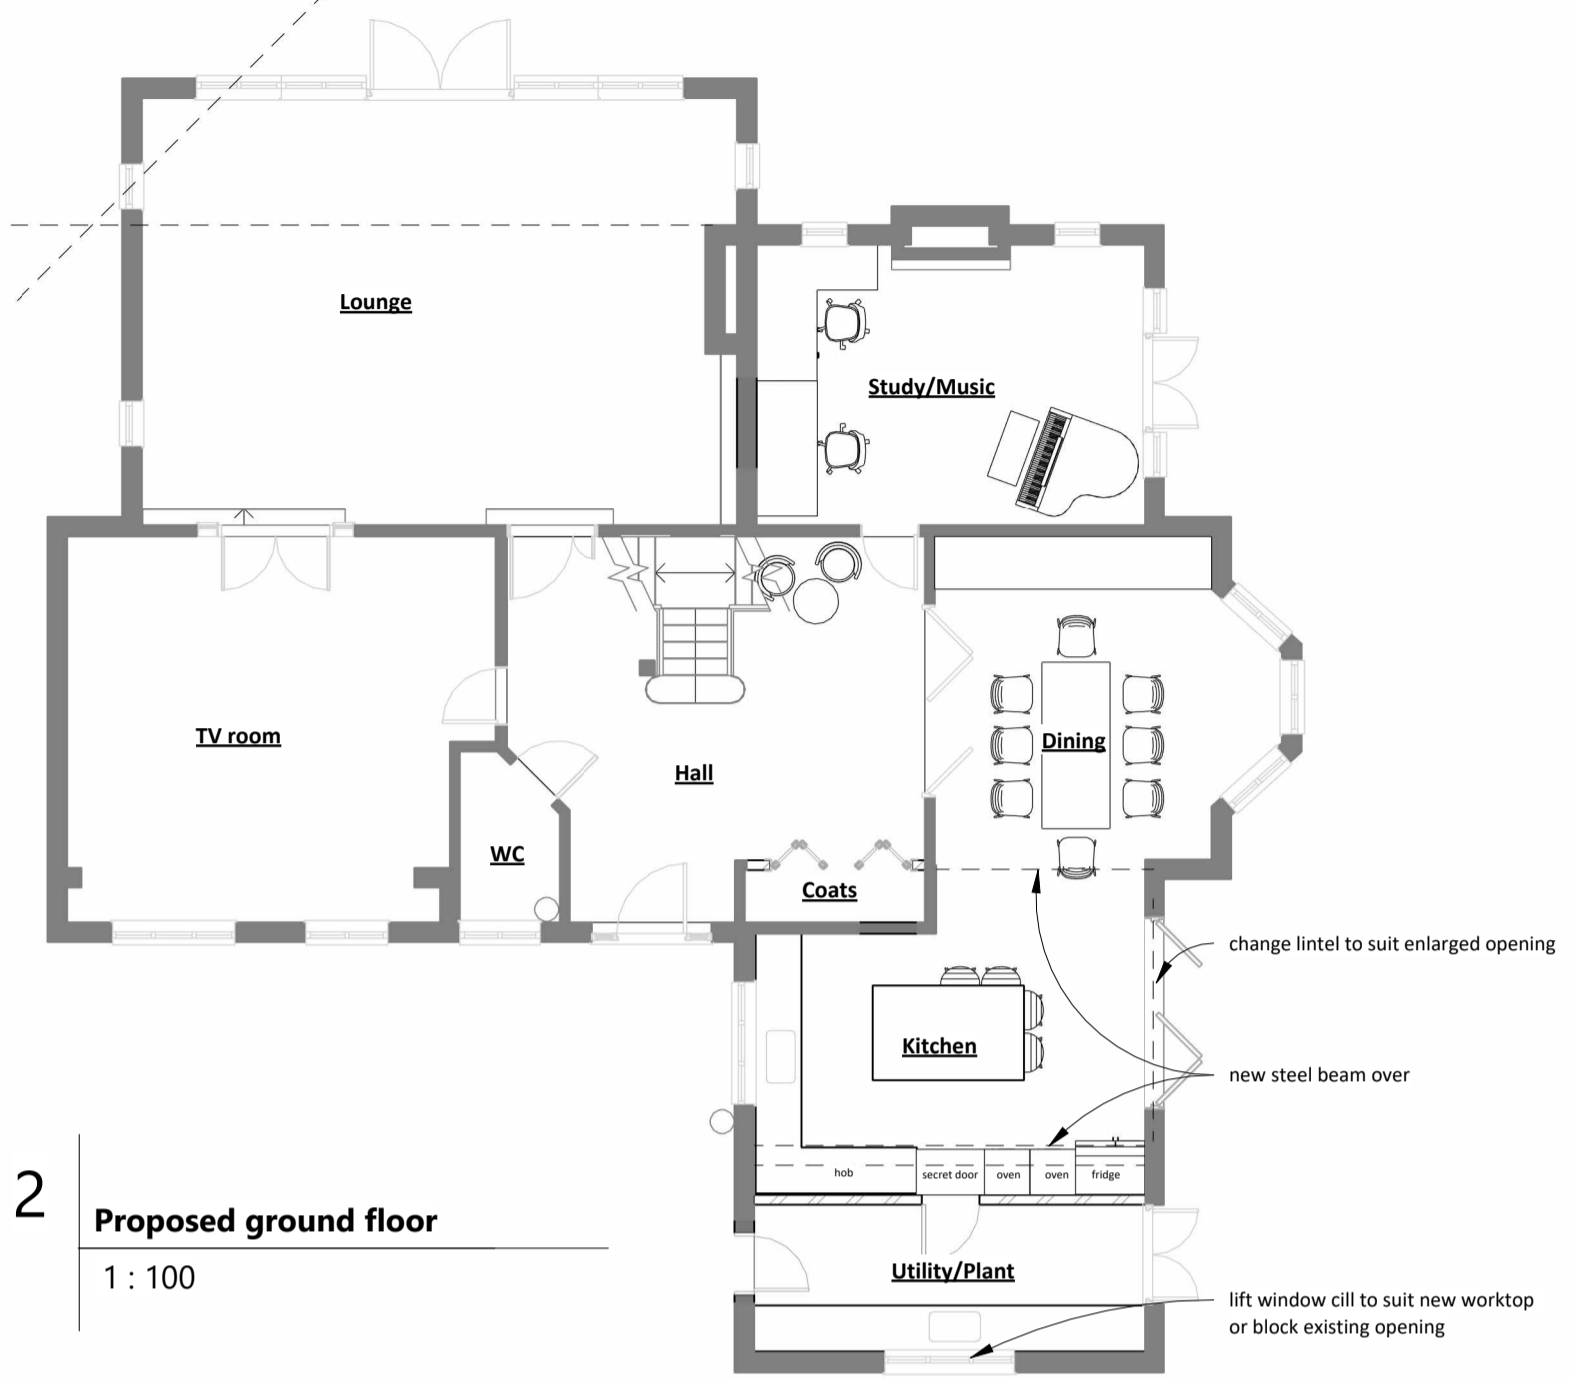 Lounge
Study/Music
TV room
Dining
Hall
WC
Coats
change lintel to suit enlarged opening
Kitchen
new steel beam over
hob
secret door
oven
oven
fridge
2
Proposed ground floor
1 : 100
Utility/Plant
lift window cill to suit new worktop
or block existing opening